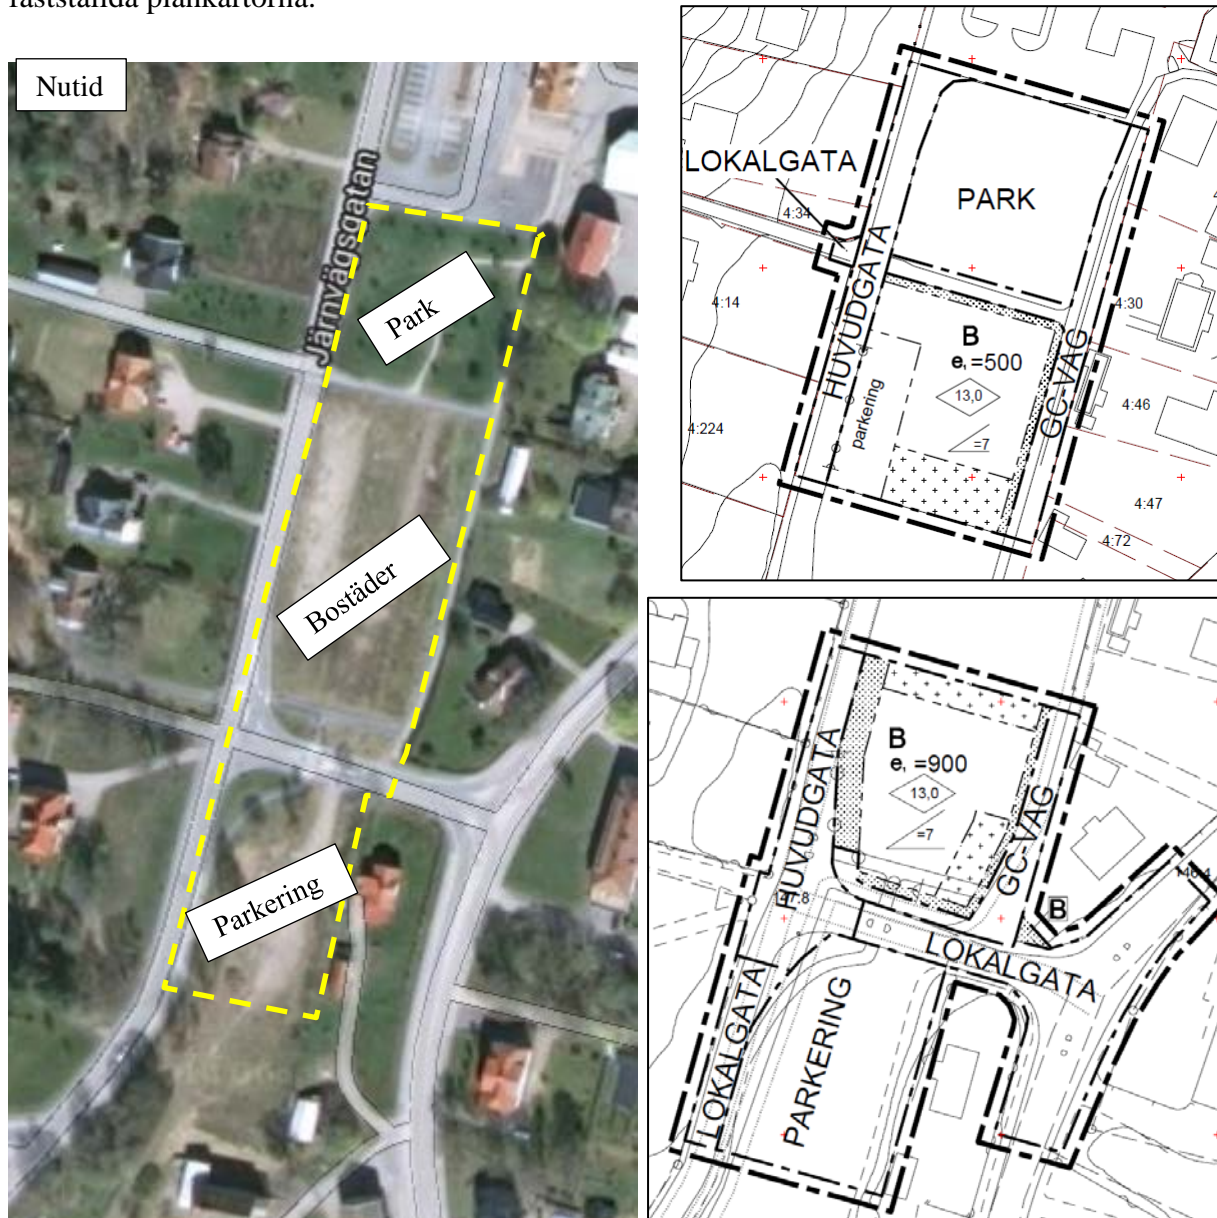 fastställda plankartorna.
Nutid
Järnvägsgatan
Park
Bostäder
Parkering
LOKALGATA
4:34
PARK
HUVUDGATA
4:14
4:30
B
e₁ =500
13,0
GC-VÄG
parkering
=7
4:46
4:224
4:47
4:72
B
e₁ =900
13,0
HUVUDGATA
=7
GC-VÄG
B
LOKALGATA
LOKALGATA
PARKERING